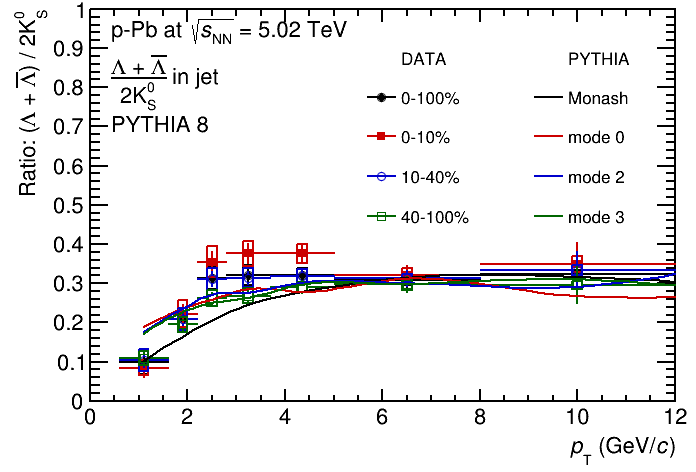 Ratio: (Λ + Λ̅) / 2K⁰_S
p-Pb at √s_NN = 5.02 TeV
Λ + Λ̅
2K⁰_S
in jet
PYTHIA 8
DATA
0-100%
0-10%
10-40%
40-100%
PYTHIA
Monash
mode 0
mode 2
mode 3
1
0.9
0.8
0.7
0.6
0.5
0.4
0.3
0.2
0.1
0
0 2 4 6 8 10 12
p_T (GeV/c)